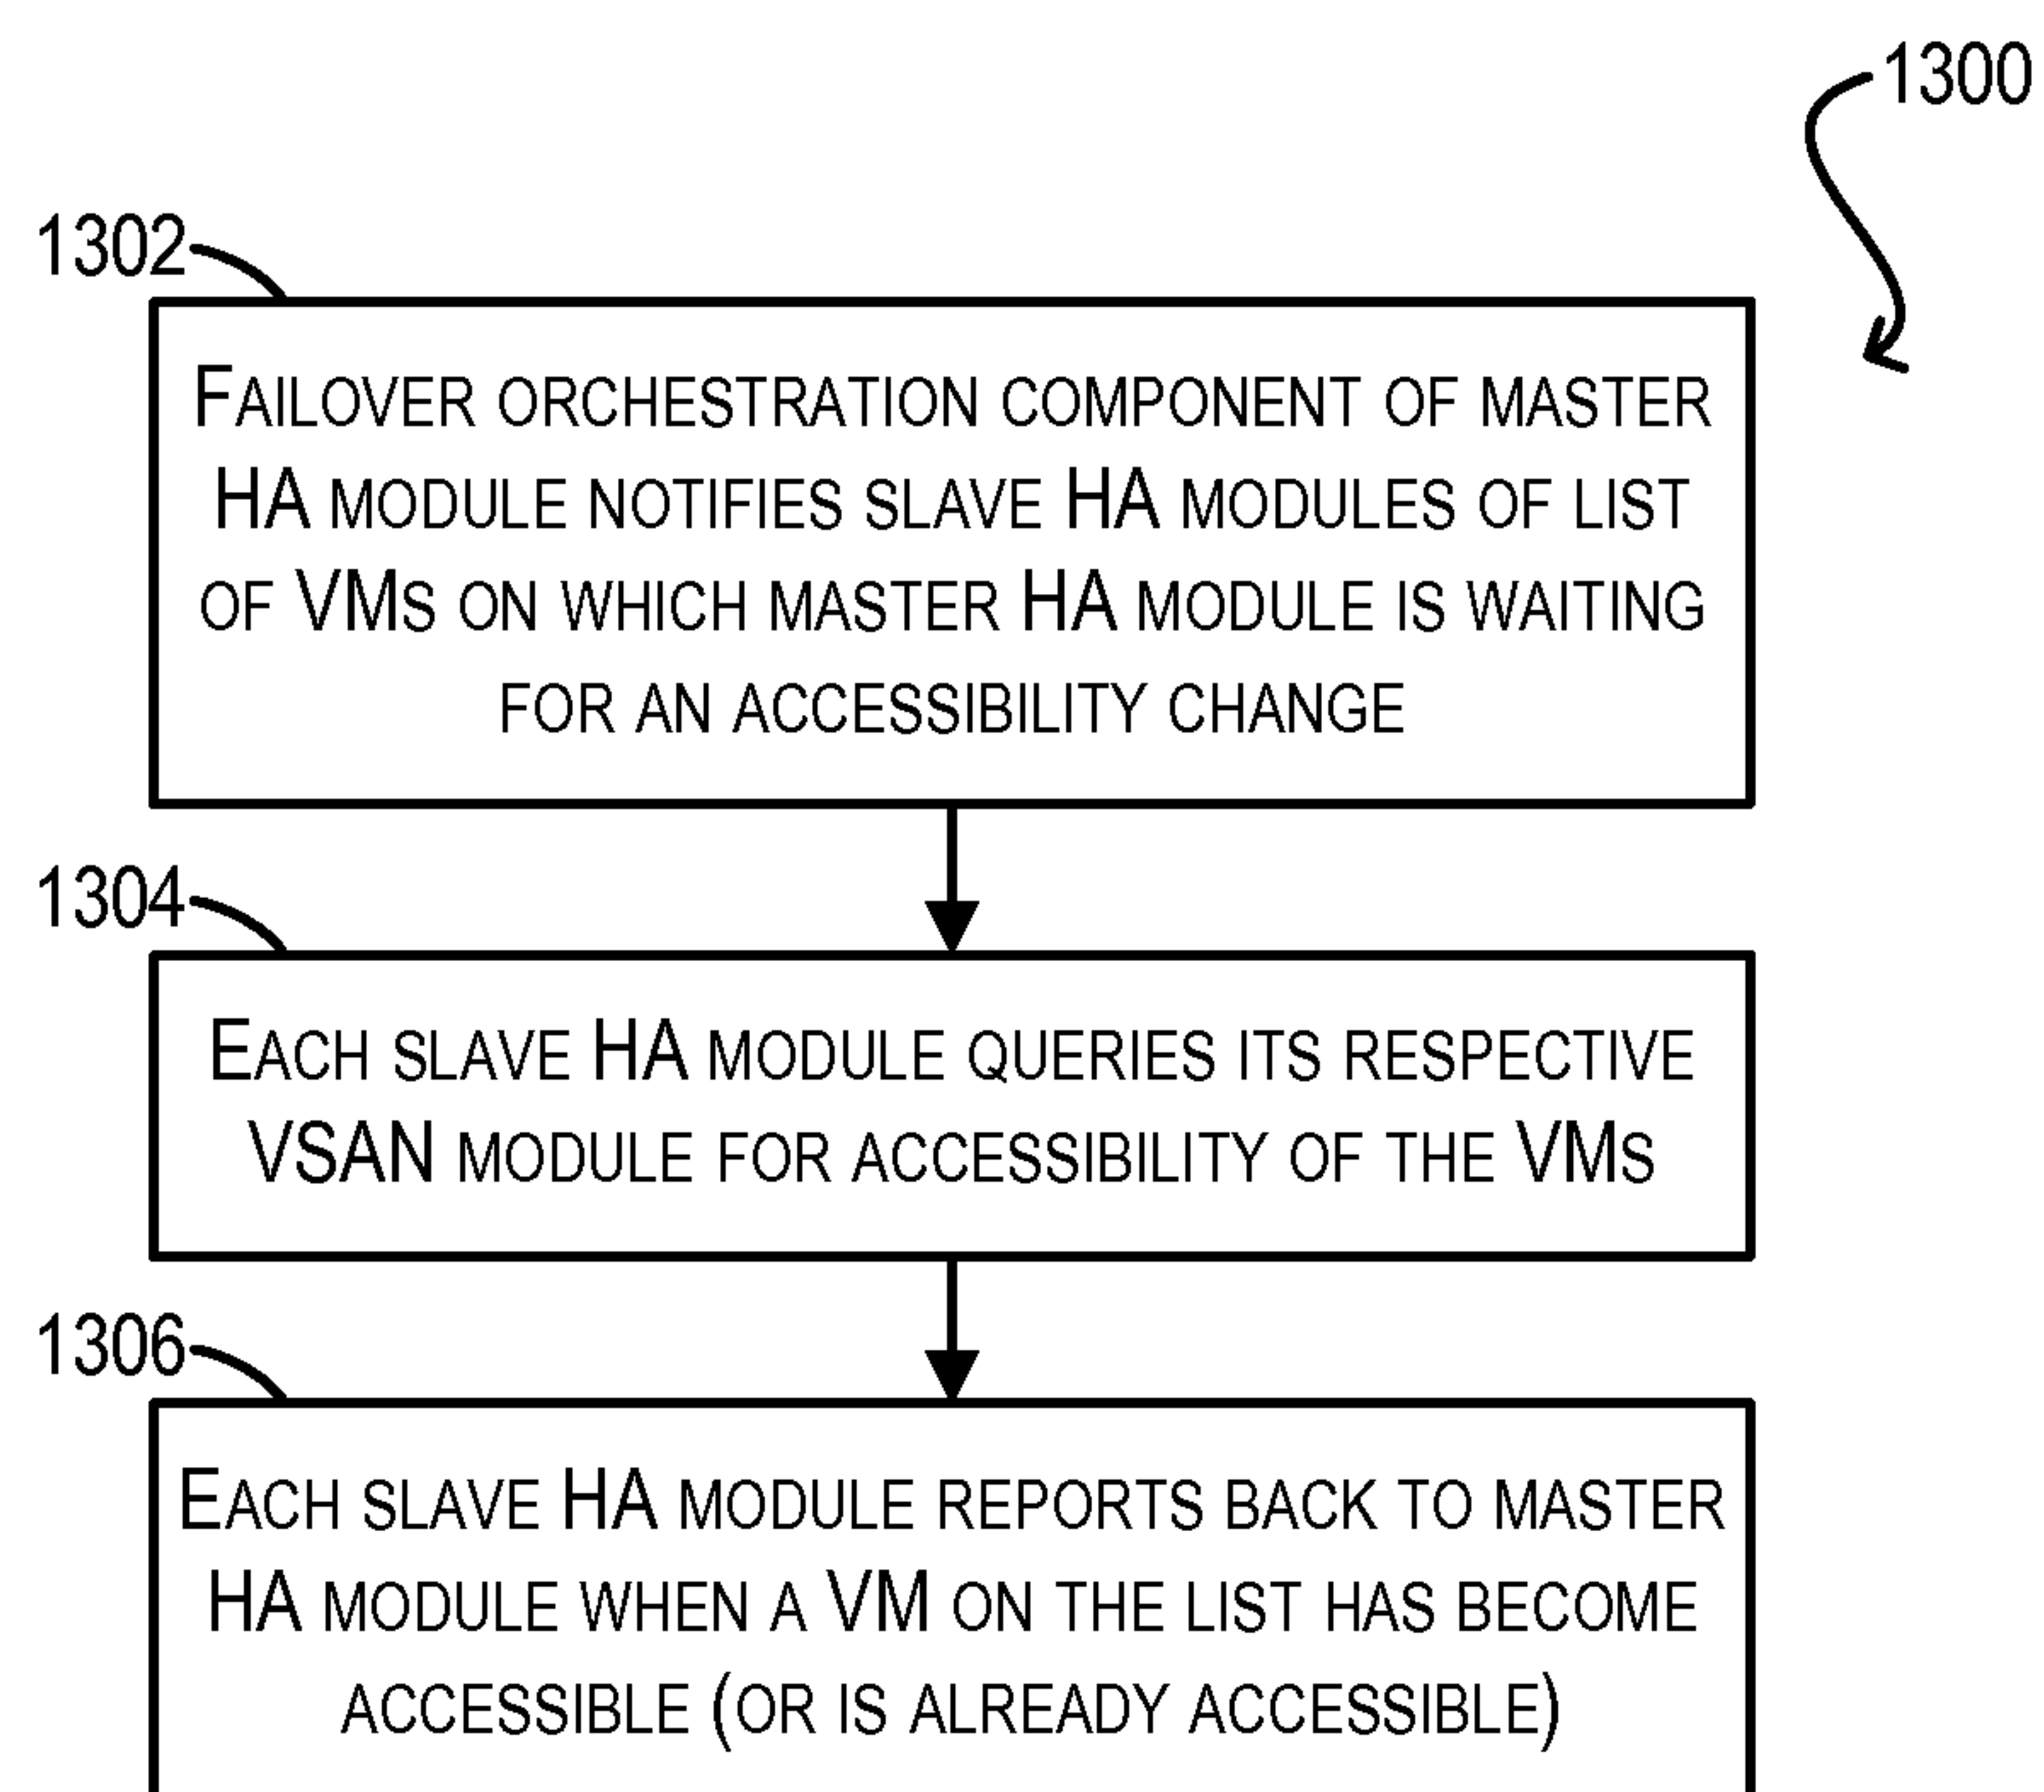 1300
1302
FAILOVER ORCHESTRATION COMPONENT OF MASTER
HA MODULE NOTIFIES SLAVE HA MODULES OF LIST
OF VMS ON WHICH MASTER HA MODULE IS WAITING
FOR AN ACCESSIBILITY CHANGE
1304
EACH SLAVE HA MODULE QUERIES ITS RESPECTIVE
VSAN MODULE FOR ACCESSIBILITY OF THE VMS
1306
EACH SLAVE HA MODULE REPORTS BACK TO MASTER
HA MODULE WHEN A VM ON THE LIST HAS BECOME
ACCESSIBLE (OR IS ALREADY ACCESSIBLE)